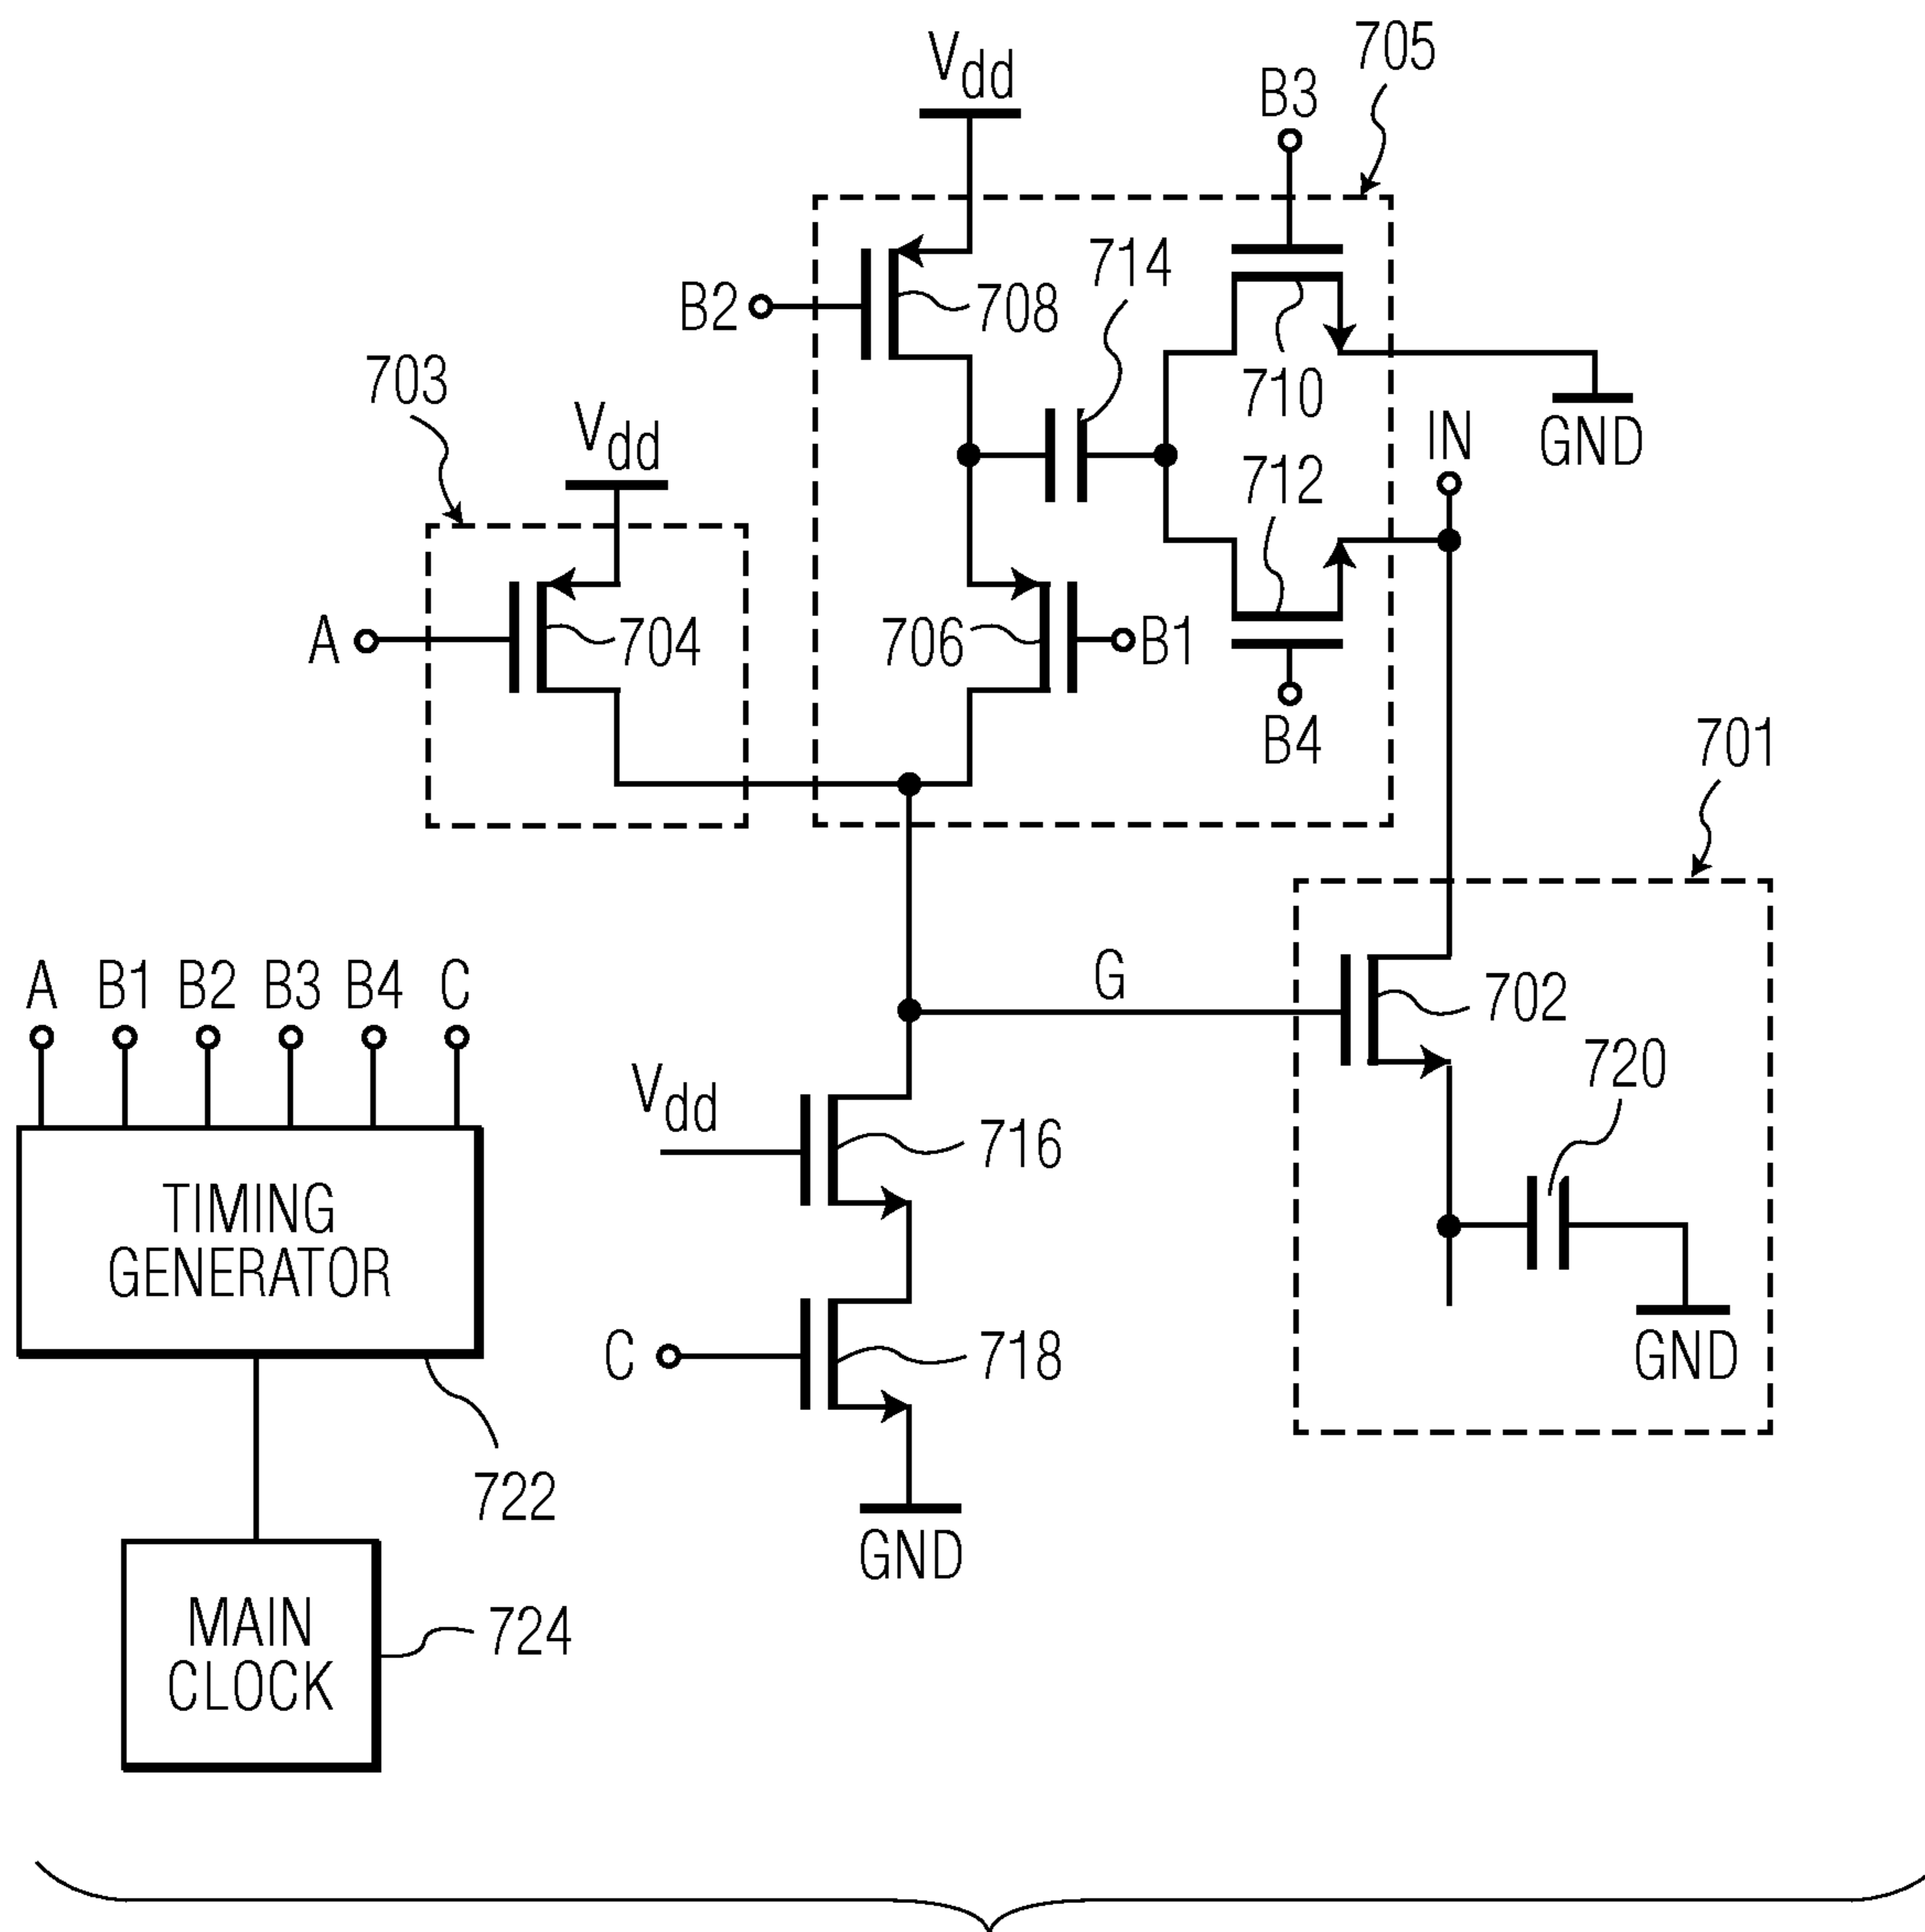 705
Vdd
B3
714
B2
708
703
710
Vdd
IN
GND
712
A
704
706
B1
B4
701
A B1 B2 B3 B4 C
G
702
720
Vdd
716
TIMING
GENERATOR
C
718
GND
722
GND
MAIN
CLOCK
724